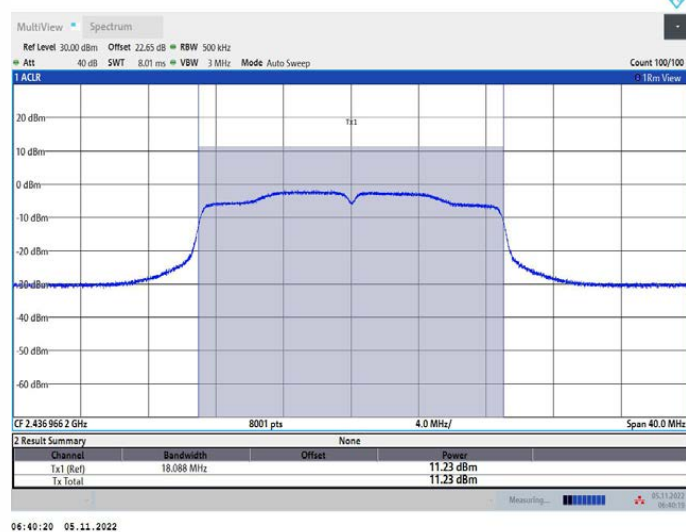 MultiView Spectrum
Ref Level 30.00 dBm Offset 22.65 dB RBW 500 kHz
Att 40 dB SWT 8.01 ms VBW 3 MHz Mode Auto Sweep Count 100/100
1 ACLR 1Rm View
Tx1
20 dBm
10 dBm
0 dBm
-10 dBm
-20 dBm
-30 dBm
-40 dBm
-50 dBm
-60 dBm
CF 2.436 966 2 GHz 8001 pts 4.0 MHz/ Span 40.0 MHz
2 Result Summary None
Channel Bandwidth Offset Power
Tx1 (Ref) 18.088 MHz 11.23 dBm
Tx Total 11.23 dBm
Measuring... 05.11.2022
06:40:19
06:40:20 05.11.2022